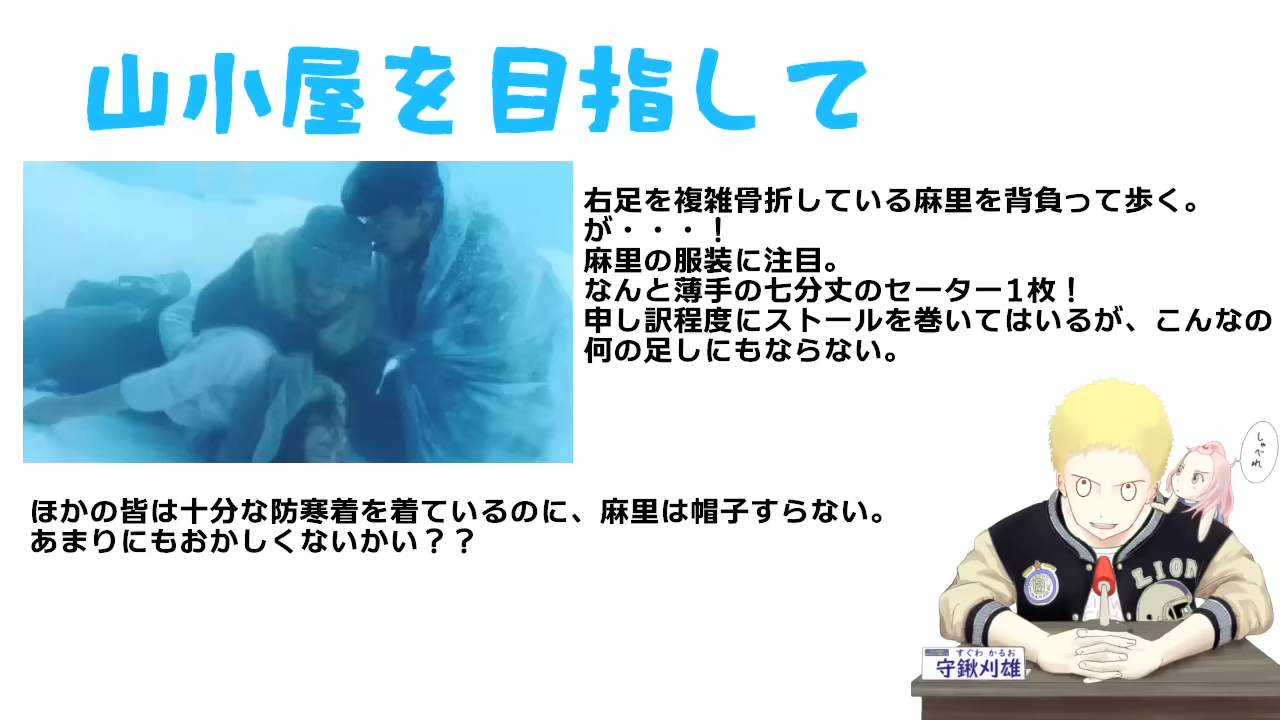 山小屋を目指して
右足を複雑骨折している麻里を背負って歩く。
が・・・！
麻里の服装に注目。
なんと薄手の七分丈のセーター1枚！
申し訳程度にストールを巻いてはいるが、こんなの
何の足しにもならない。
ほかの皆は十分な防寒着を着ているのに、麻里は帽子すらない。
あまりにもおかしくないかい？？
しゃべれ
LION
すぐわ かるお
守鍬刈雄